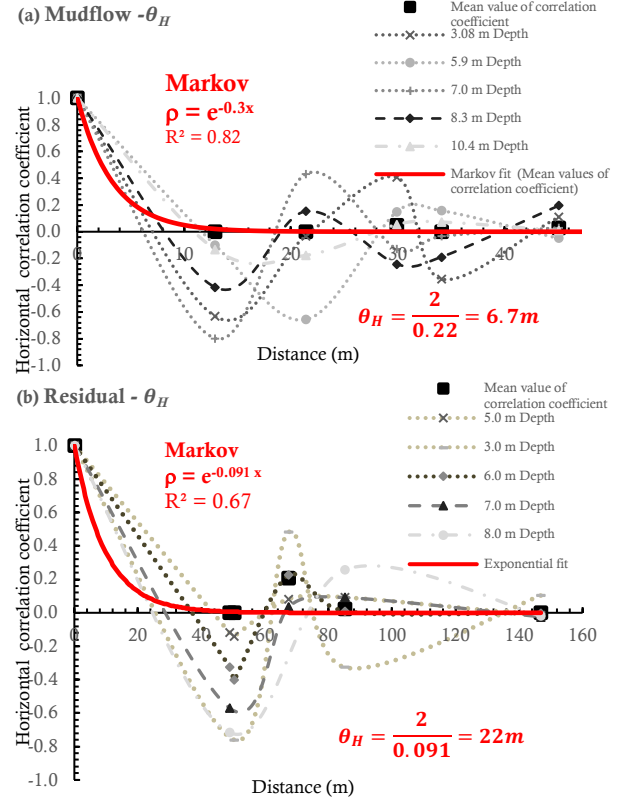 (a) Mudflow -θ_H
Mean value of correlation
coefficient
3.08 m Depth
5.9 m Depth
7.0 m Depth
8.3 m Depth
10.4 m Depth
Markov fit (Mean values of
correlation coefficient)
Markov
ρ = e^-0.3x
R² = 0.82
Horizontal correlation coefficient
1.0
0.8
0.6
0.4
0.2
0.0
-0.2
-0.4
-0.6
-0.8
-1.0
0 10 20 30 40
θ_H = 2/0.22 = 6.7m
Distance (m)
(b) Residual - θ_H
Mean value of
correlation coefficient
5.0 m Depth
3.0 m Depth
6.0 m Depth
7.0 m Depth
8.0 m Depth
Exponential fit
Markov
ρ = e^-0.091 x
R² = 0.67
Horizontal correlation coefficient
1.0
0.8
0.6
0.4
0.2
0.0
-0.2
-0.4
-0.6
-0.8
-1.0
0 20 40 60 80 100 120 140 160
θ_H = 2/0.091 = 22m
Distance (m)